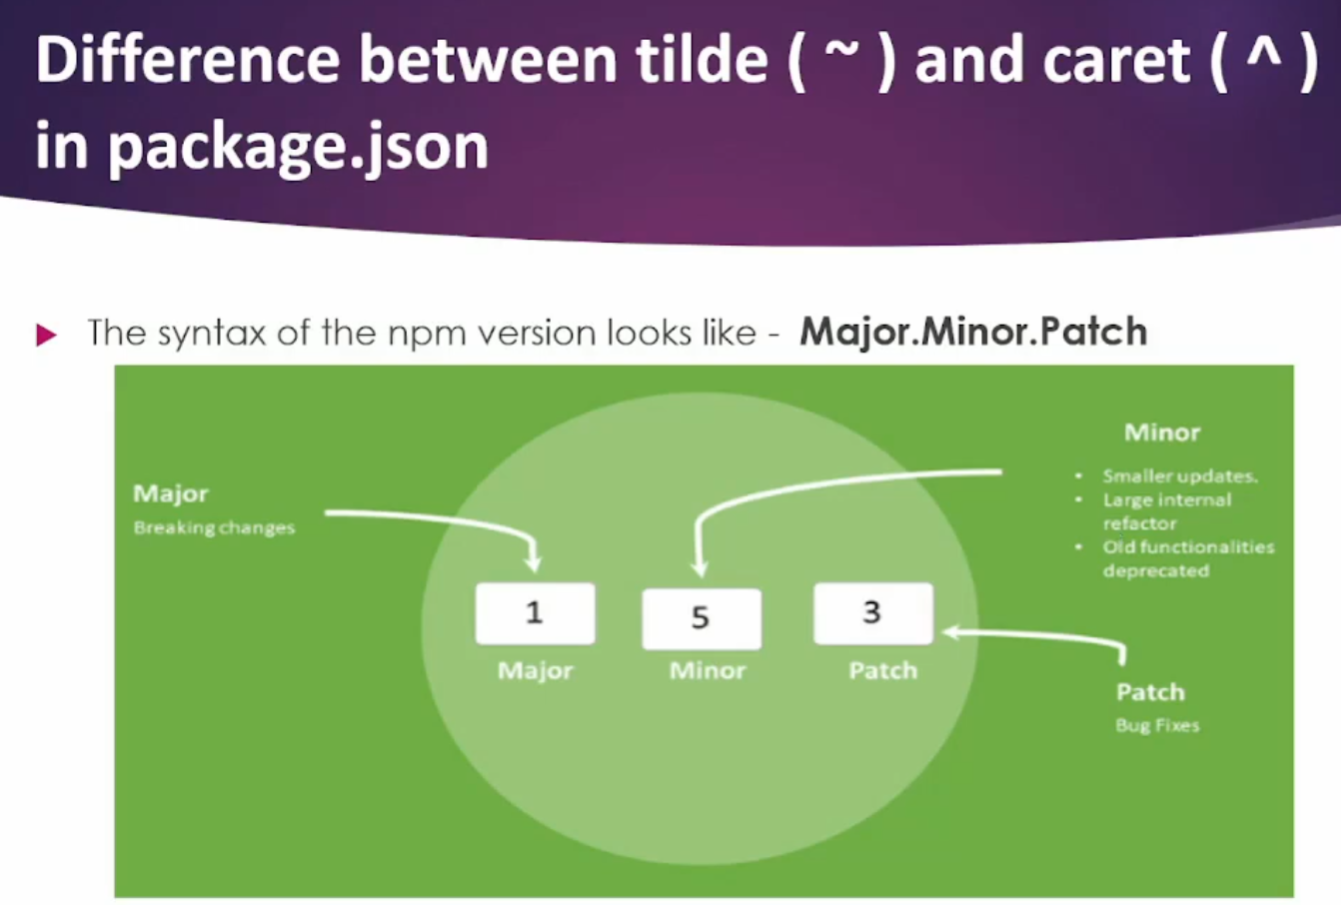 Difference between tilde ( ~ ) and caret ( ^ )
in package.json
The syntax of the npm version looks like - Major.Minor.Patch
Major
Breaking changes
Minor
• Smaller updates.
• Large internal
refactor
• Old functionalities
deprecated
1
5
3
Major
Minor
Patch
Patch
Bug Fixes